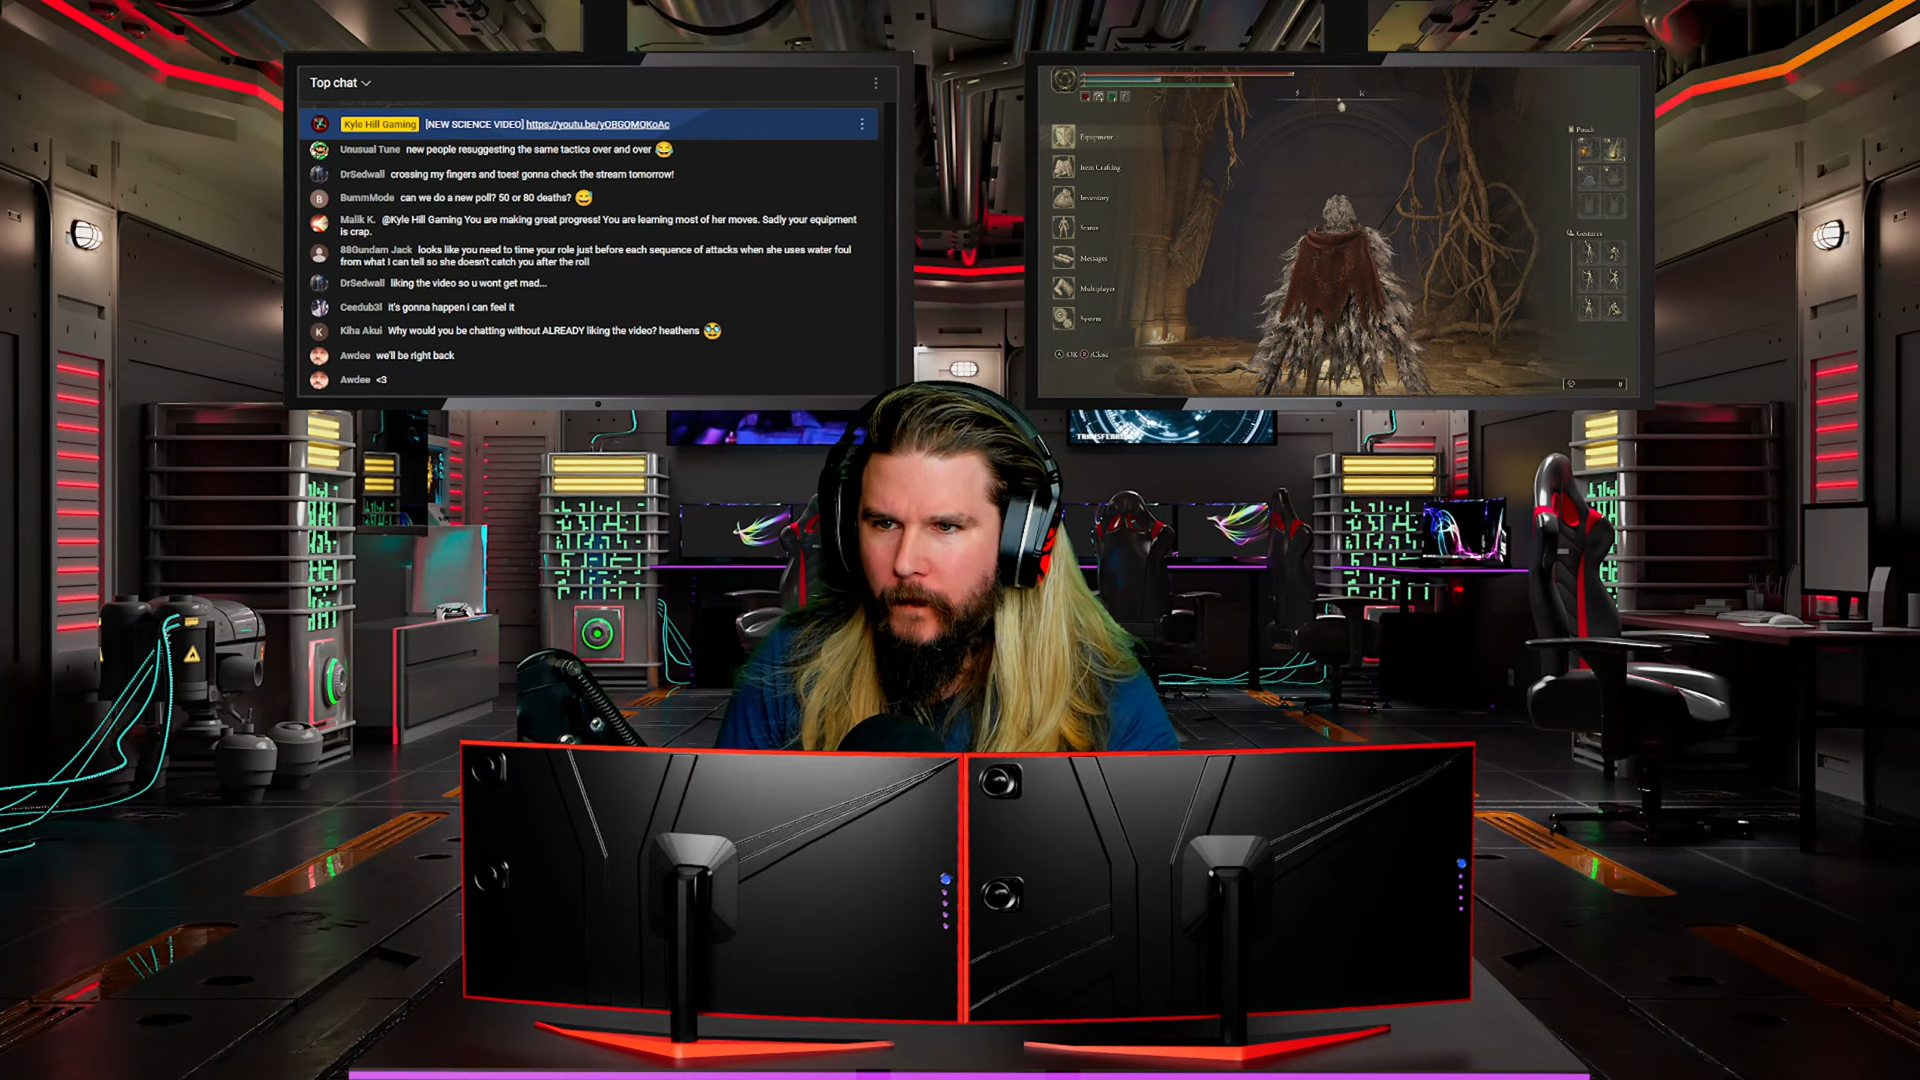 Top chat
Kyle Hill Gaming [NEW SCIENCE VIDEO] https://youtu.be/yOBGQMQKoAc
Unusual Tune new people resuggesting the same tactics over and over 😂
DrSedwall crossing my fingers and toes! gonna check the stream tomorrow!
B
BummMode can we do a new poll? 50 or 80 deaths? 😅
Malik K. @Kyle Hill Gaming You are making great progress! You are learning most of her moves. Sadly your equipment
is crap.
88Gundam Jack looks like you need to time your role just before each sequence of attacks when she uses water foul
from what I can tell so she doesn't catch you after the roll
DrSedwall liking the video so u wont get mad...
Ceedub3l it's gonna happen i can feel it
K
Kiha Akui Why would you be chatting without ALREADY liking the video? heathens 🥸
Awdee we'll be right back
Awdee <3
Equipment
Item Crafting
Inventory
Status
Messages
Multiplayer
System
A :OK B :Close
Pouch
Gestures
0